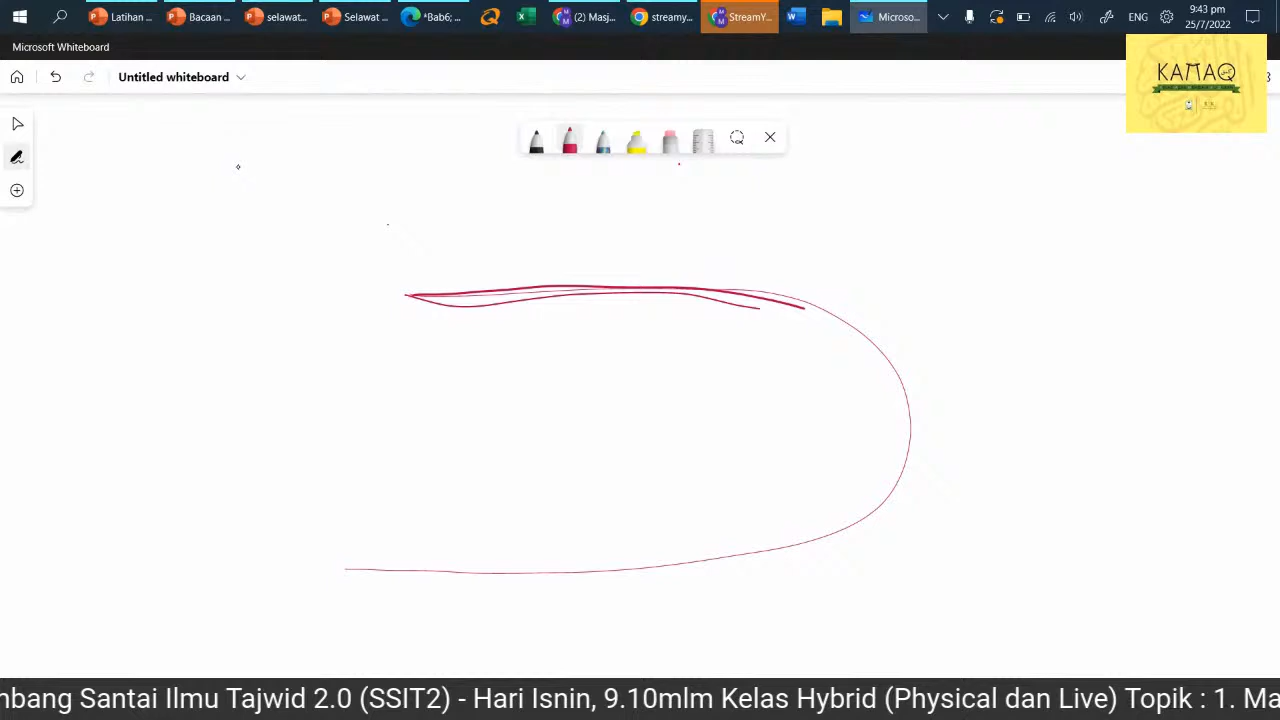 Latihan ...
Bacaan ...
selawat...
Selawat ...
*Bab6; ...
(2) Masj...
streamy...
StreamY...
Microso...
ENG
9:43 pm
25/7/2022
Microsoft Whiteboard
Untitled whiteboard
KAMAQ
mbang Santai Ilmu Tajwid 2.0 (SSIT2) - Hari Isnin, 9.10mlm Kelas Hybrid (Physical dan Live) Topik : 1. Ma